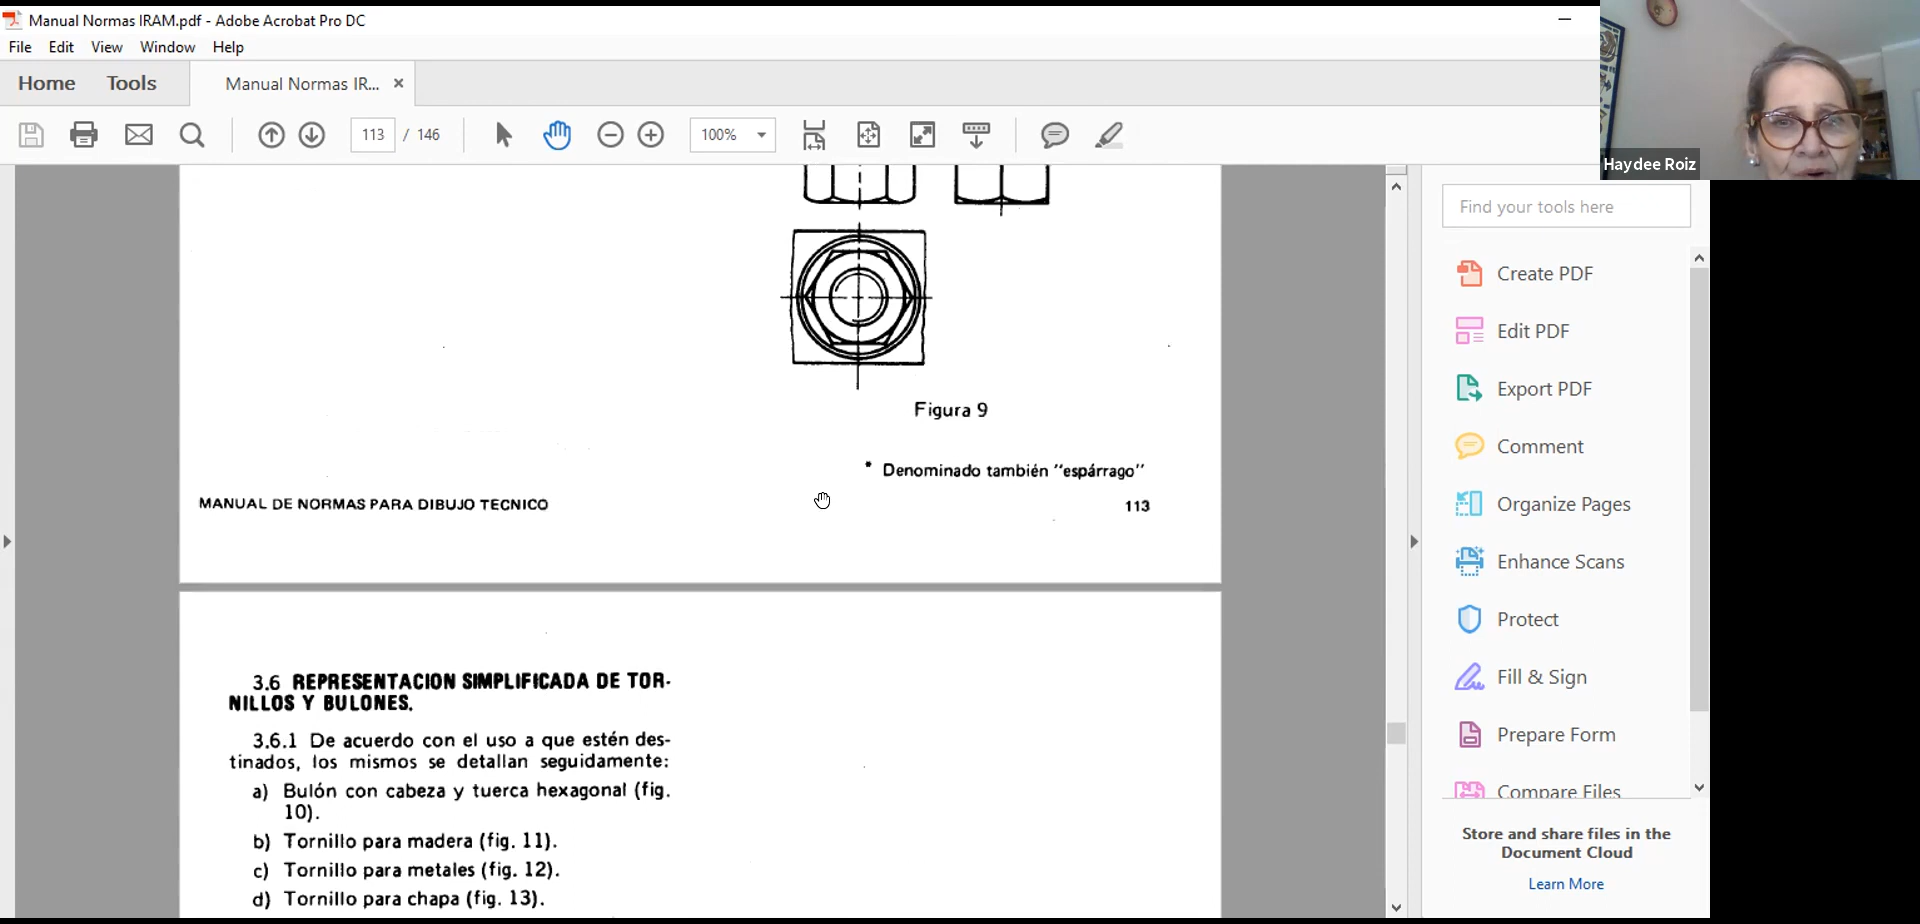 Manual Normas IRAM.pdf - Adobe Acrobat Pro DC
File Edit View Window Help
Home Tools Manual Normas IR... ×
113 / 146 100%
Haydee Roiz
Figura 9
* Denominado también "espárrago"
MANUAL DE NORMAS PARA DIBUJO TECNICO 113
3.6 REPRESENTACION SIMPLIFICADA DE TOR-
NILLOS Y BULONES.
3.6.1 De acuerdo con el uso a que estén des-
tinados, los mismos se detallan seguidamente:
a) Bulón con cabeza y tuerca hexagonal (fig.
10).
b) Tornillo para madera (fig. 11).
c) Tornillo para metales (fig. 12).
d) Tornillo para chapa (fig. 13).
Find your tools here
Create PDF
Edit PDF
Export PDF
Comment
Organize Pages
Enhance Scans
Protect
Fill & Sign
Prepare Form
Compare Files
Store and share files in the
Document Cloud
Learn More